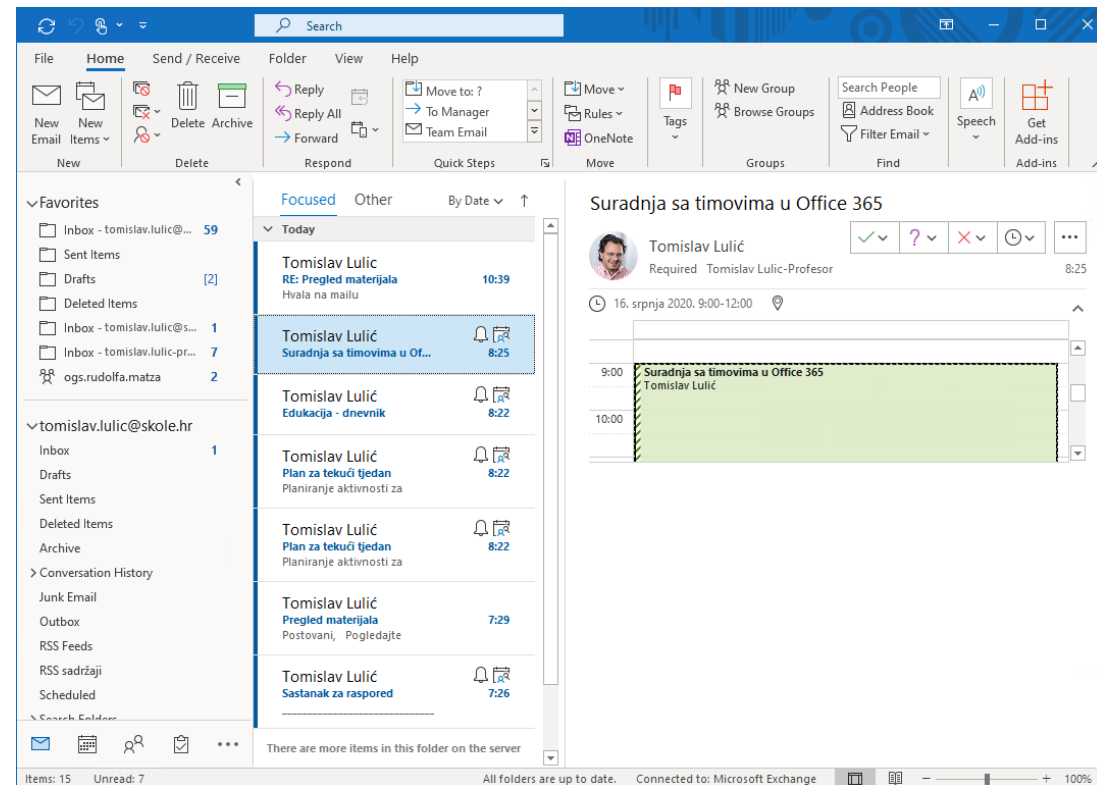 Search
File Home Send / Receive Folder View Help
New Email
New Items
Delete
Archive
Reply
Reply All
Forward
Move to: ?
To Manager
Team Email
Move
Rules
OneNote
Tags
New Group
Browse Groups
Search People
Address Book
Filter Email
Speech
Get Add-ins
New Delete Respond Quick Steps Move Groups Find Add-ins
Favorites
Inbox - tomislav.lulic@... 59
Sent Items
Drafts [2]
Deleted Items
Inbox - tomislav.lulic@s... 1
Inbox - tomislav.lulic-pr... 7
ogs.rudolfa.matza 2
tomislav.lulic@skole.hr
Inbox 1
Drafts
Sent Items
Deleted Items
Archive
Conversation History
Junk Email
Outbox
RSS Feeds
RSS sadržaji
Scheduled
Search Folders
Focused Other By Date
Today
Tomislav Lulić
RE: Pregled materijala 10:39
Hvala na mailu
Tomislav Lulić
Suradnja sa timovima u Of... 8:25
Tomislav Lulić
Edukacija - dnevnik 8:22
Tomislav Lulić
Plan za tekući tjedan 8:22
Planiranje aktivnosti za
Tomislav Lulić
Plan za tekući tjedan 8:22
Planiranje aktivnosti za
Tomislav Lulić
Pregled materijala 7:29
Postovani, Pogledajte
Tomislav Lulić
Sastanak za raspored 7:26
There are more items in this folder on the server
Suradnja sa timovima u Office 365
Tomislav Lulić
Required Tomislav Lulic-Profesor 8:25
16. srpnja 2020. 9:00-12:00
9:00 Suradnja sa timovima u Office 365
Tomislav Lulić
10:00
Items: 15 Unread: 7 All folders are up to date. Connected to: Microsoft Exchange 100%